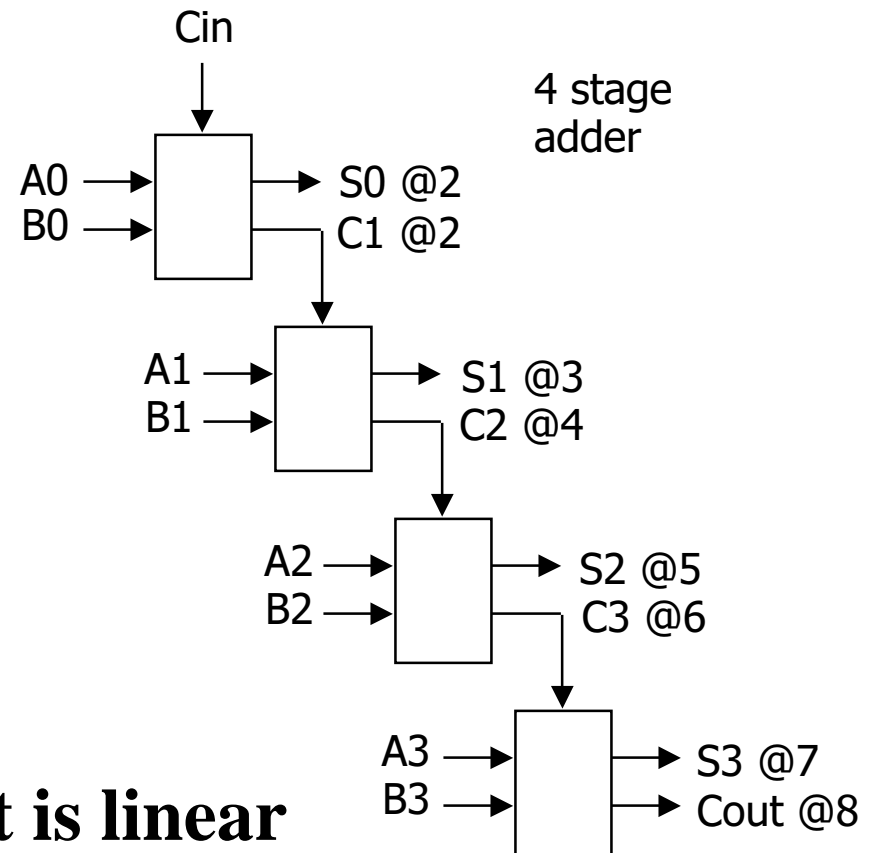 Cin
4 stage
adder
A0
B0
S0 @2
C1 @2
A1
B1
S1 @3
C2 @4
A2
B2
S2 @5
C3 @6
A3
B3
S3 @7
Cout @8
is linear